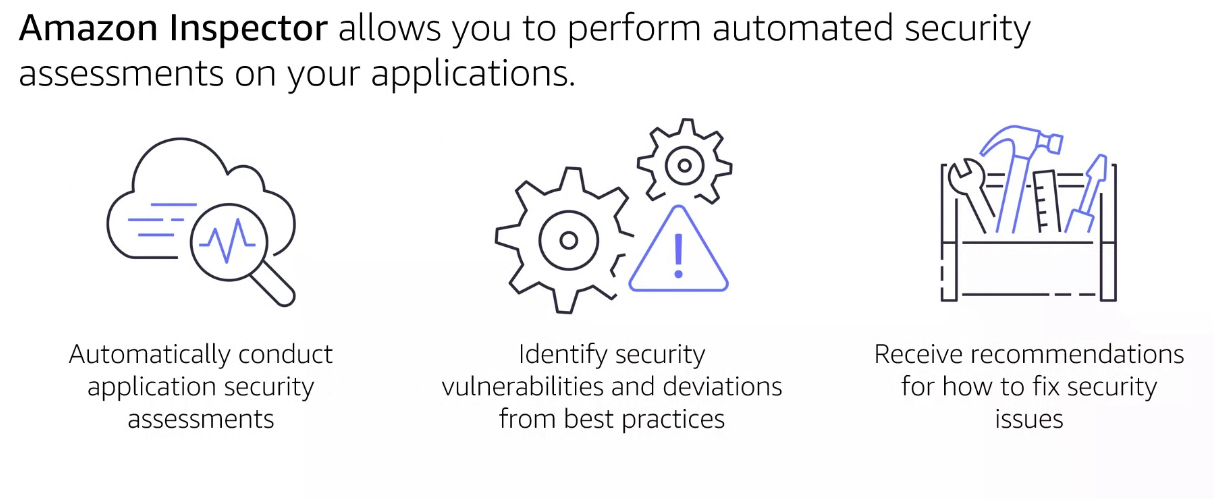 Amazon Inspector allows you to perform automated security
assessments on your applications.
Automatically conduct
application security
assessments
Identify security
vulnerabilities and deviations
from best practices
Receive recommendations
for how to fix security
issues